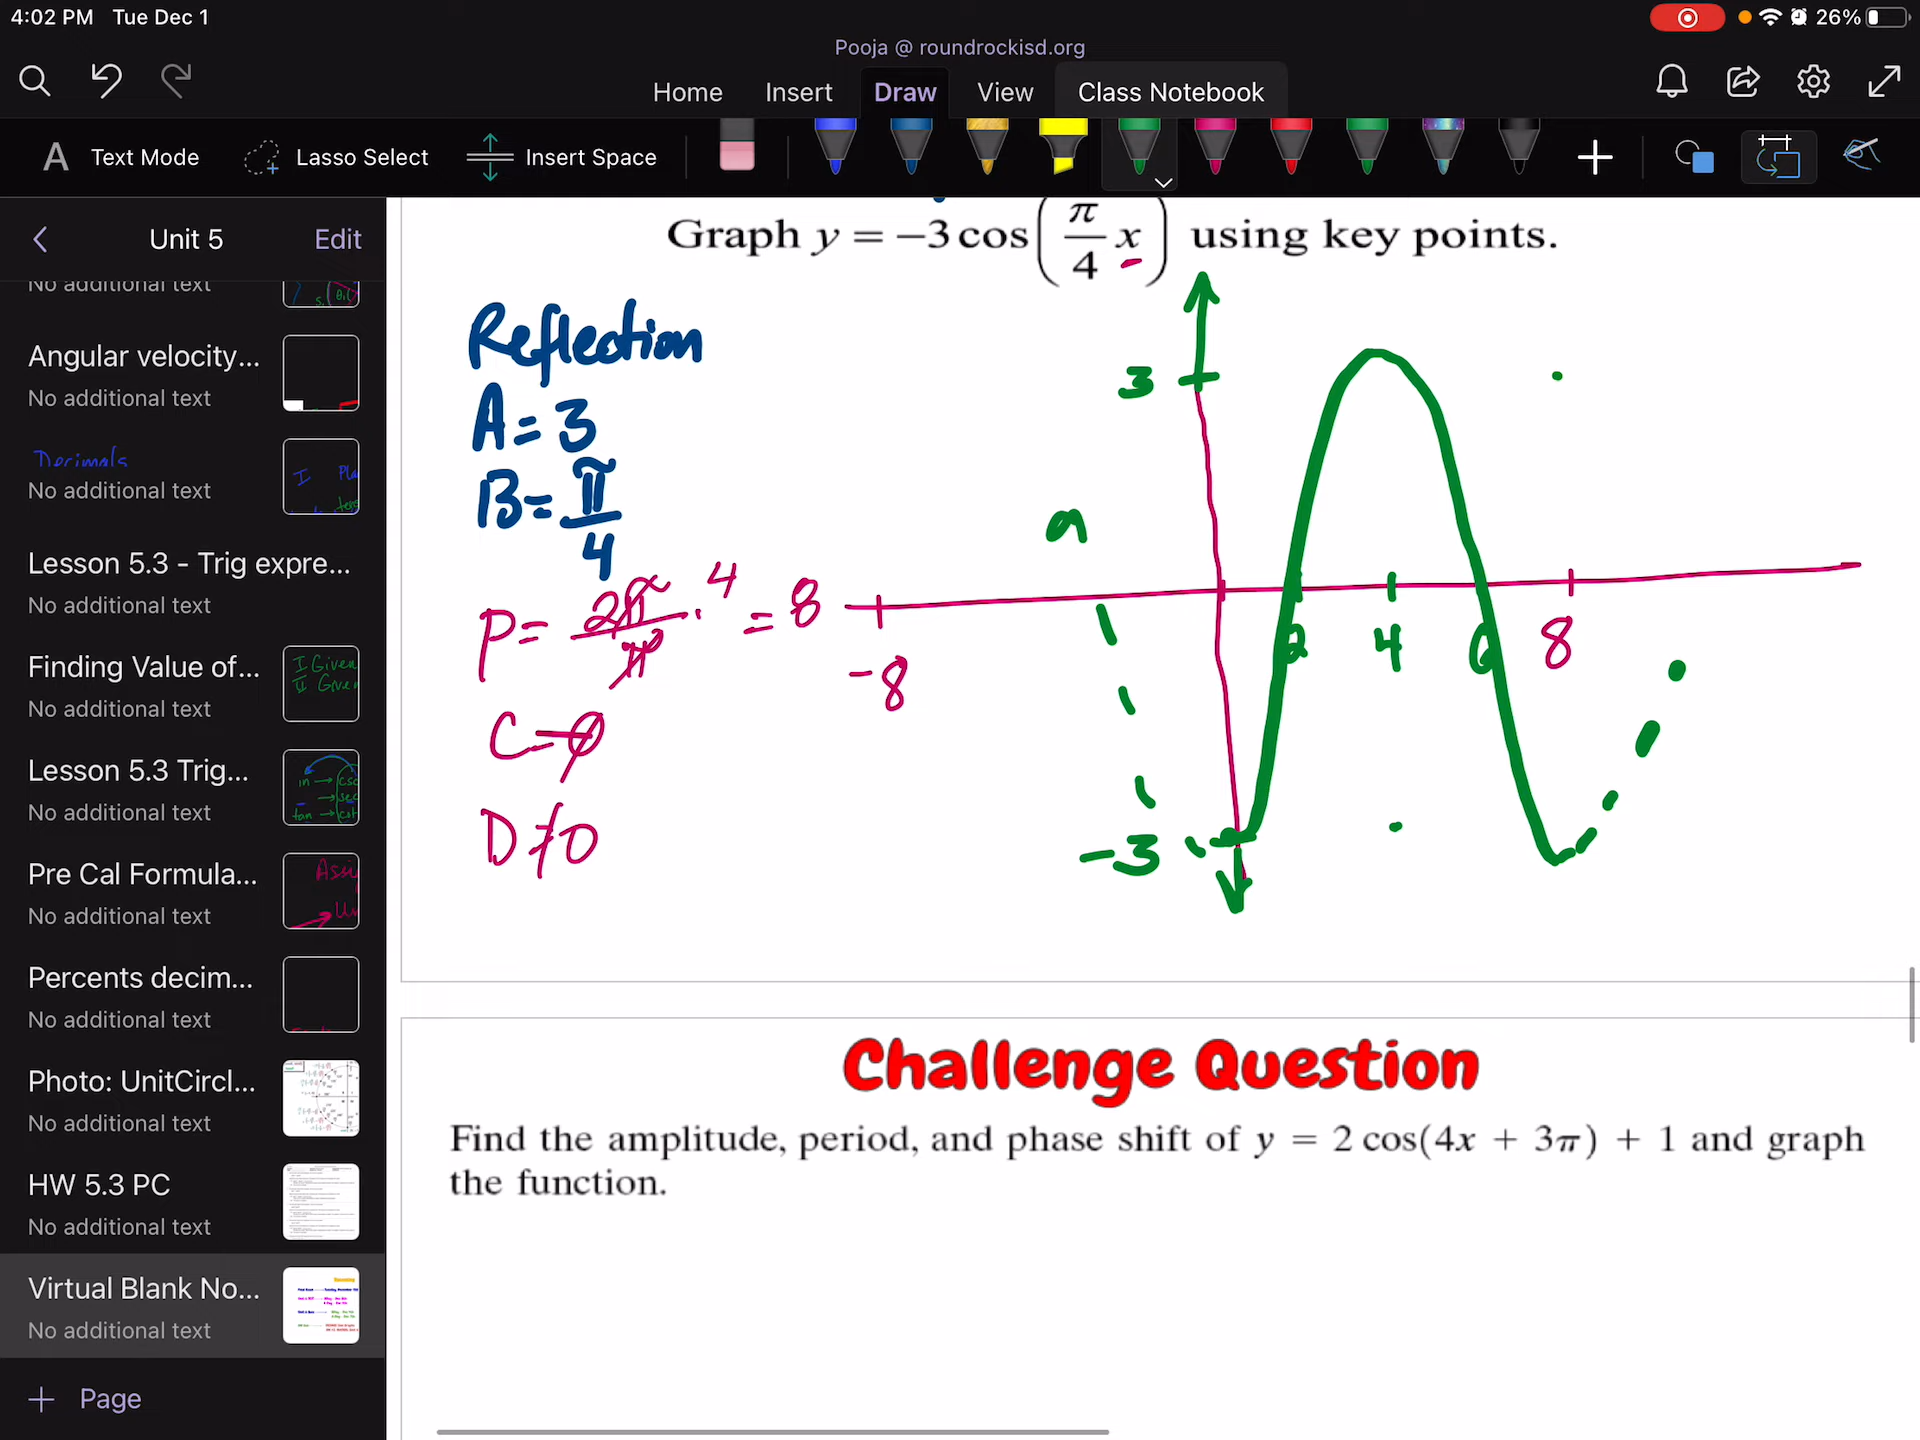 4:02 PM Tue Dec 1
26%
Pooja @ roundrockisd.org
Home Insert Draw View Class Notebook
Text Mode Lasso Select Insert Space
Unit 5 Edit
No additional text
Angular velocity...
No additional text
Decimals
No additional text
Lesson 5.3 - Trig expre...
No additional text
Finding Value of...
No additional text
Lesson 5.3 Trig...
No additional text
Pre Cal Formula...
No additional text
Percents decim...
No additional text
Photo: UnitCircl...
No additional text
HW 5.3 PC
No additional text
Virtual Blank No...
No additional text
Page
Graph y = −3 cos(π/4 x) using key points.
Reflection
A = 3
B = π/4
P = 2π/π · 4 = 8
C = 0
D = 0
3
-8 2 4 6 8
-3
Challenge Question
Find the amplitude, period, and phase shift of y = 2 cos(4x + 3π) + 1 and graph
the function.